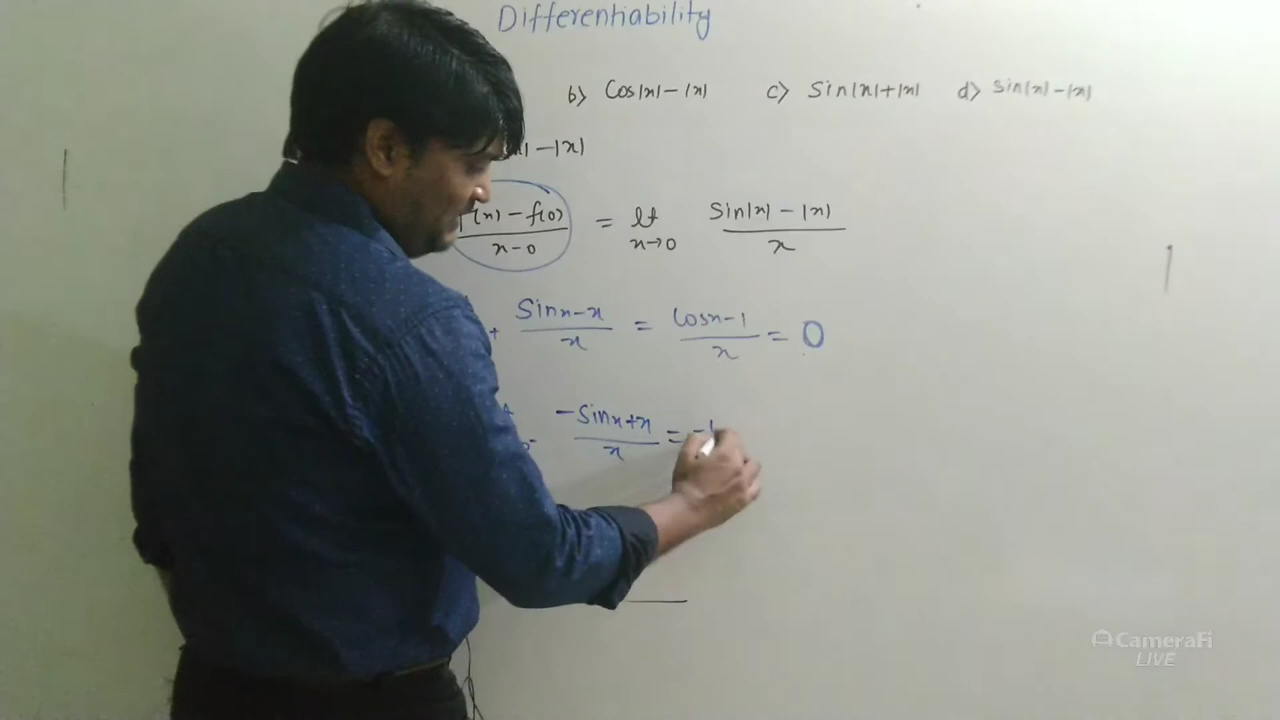 Differentiability
b) Cos|x| - |x| c) Sin|x| + |x| d) Sin|x| - |x|
x| - |x|
f(x) - f(0) / x - 0 = lt x→0 Sin|x| - |x| / x
+ Sinx - x / x = Cosx - 1 / x = 0
- Sinx + x / x = -
CameraFi
LIVE